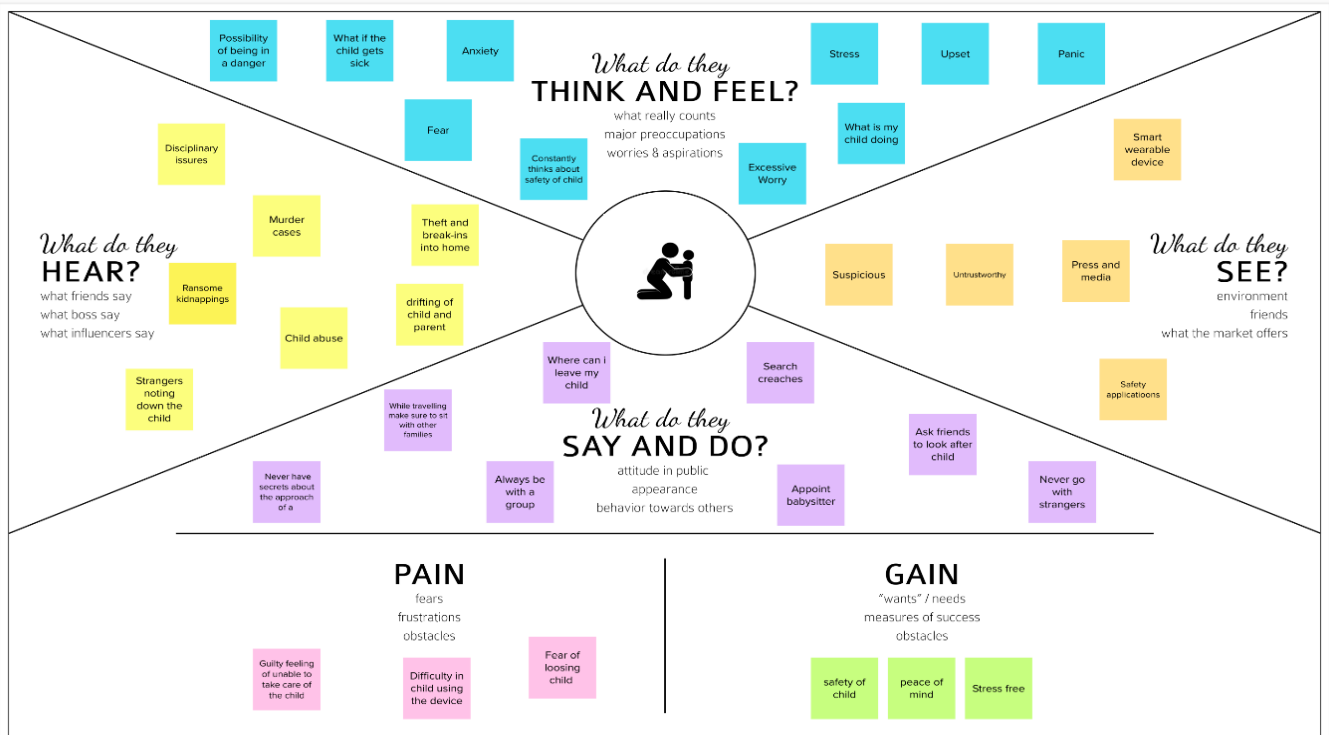 Possibility
of being in
a danger
What if the
child gets
sick
Anxiety
Fear
Constantly
thinks about
safety of child
What do they
THINK AND FEEL?
what really counts
major preoccupations
worries & aspirations
Stress
Upset
Panic
What is my
child doing
Excessive
Worry
What do they
HEAR?
what friends say
what boss say
what influencers say
Disciplinary
issures
Murder
cases
Theft and
break-ins
into home
Ransome
kidnappings
Child abuse
drifting of
child and
parent
Strangers
noting
down the
child
What do they
SEE?
environment
friends
what the market offers
Smart
wearable
device
Suspicious
Untrustworthy
Press and
media
Safety
applicatioons
Where can i
leave my
child
Search
creaches
While travelling
make sure to sit
with other
families
What do they
SAY AND DO?
attitude in public
appearance
behavior towards others
Ask friends
to look after
child
Never have
secrets about
the approach
of a
Always be
with a
group
Appoint
babysitter
Never go
with
strangers
PAIN
fears
frustrations
obstacles
Guilty feeling
of unable to
take care of
the child
Difficulty in
child using
the device
Fear of
loosing
child
GAIN
"wants" / needs
measures of success
obstacles
safety of
child
peace of
mind
Stress free